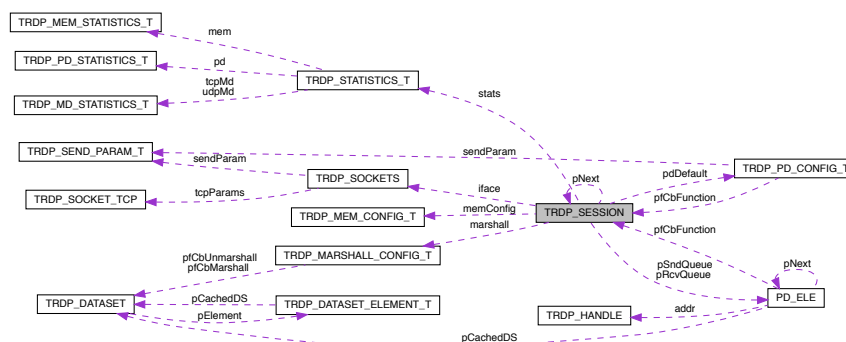 TRDP_MEM_STATISTICS_T
mem
TRDP_PD_STATISTICS_T
pd
TRDP_STATISTICS_T
tcpMd
udpMd
TRDP_MD_STATISTICS_T
stats
TRDP_SEND_PARAM_T
sendParam
sendParam
TRDP_PD_CONFIG_T
TRDP_SOCKETS
pNext
pdDefault
TRDP_SOCKET_TCP
tcpParams
iface
pfCbFunction
TRDP_MEM_CONFIG_T
memConfig
TRDP_SESSION
marshall
pfCbFunction
TRDP_MARSHALL_CONFIG_T
pfCbUnmarshall
pfCbMarshall
pSndQueue
pRcvQueue
pNext
TRDP_DATASET
pCachedDS
TRDP_DATASET_ELEMENT_T
PD_ELE
pElement
TRDP_HANDLE
addr
pCachedDS